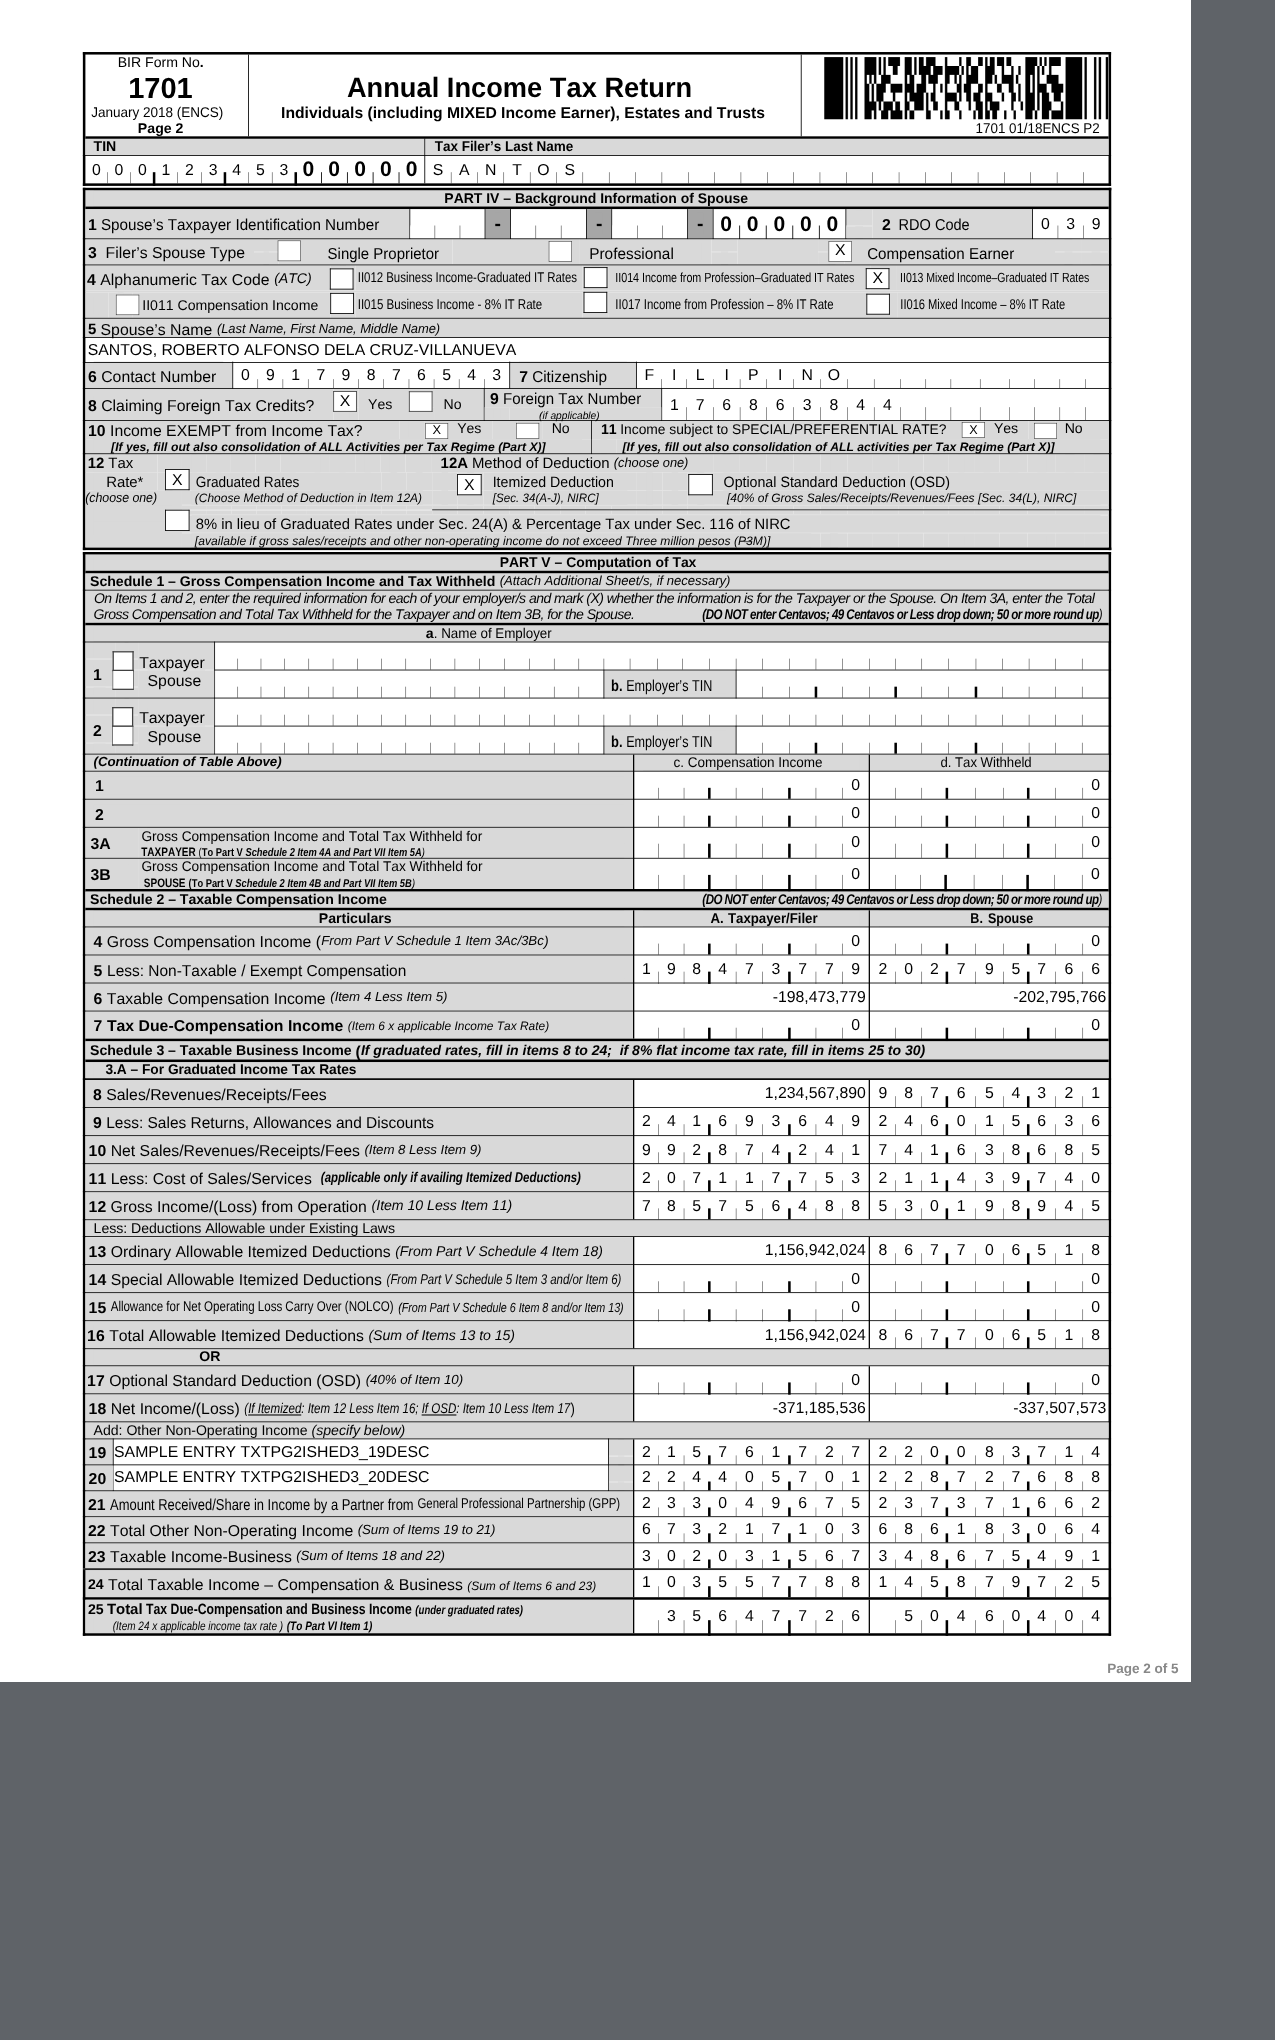 BIR Form No.
1701
January 2018 (ENCS)
Page 2
Annual Income Tax Return
Individuals (including MIXED Income Earner), Estates and Trusts
1701 01/18ENCS P2
TIN Tax Filer's Last Name
0 0 0 1 2 3 4 5 3 0 0 0 0 0 S A N T O S
PART IV – Background Information of Spouse
1 Spouse's Taxpayer Identification Number - - - 0 0 0 0 0 2 RDO Code 0 3 9
3 Filer's Spouse Type Single Proprietor Professional X Compensation Earner
4 Alphanumeric Tax Code (ATC) II012 Business Income-Graduated IT Rates II014 Income from Profession–Graduated IT Rates X II013 Mixed Income–Graduated IT Rates
II011 Compensation Income II015 Business Income - 8% IT Rate II017 Income from Profession – 8% IT Rate II016 Mixed Income – 8% IT Rate
5 Spouse's Name (Last Name, First Name, Middle Name)
SANTOS, ROBERTO ALFONSO DELA CRUZ-VILLANUEVA
6 Contact Number 0 9 1 7 9 8 7 6 5 4 3 7 Citizenship F I L I P I N O
8 Claiming Foreign Tax Credits? X Yes No 9 Foreign Tax Number (if applicable) 1 7 6 8 6 3 8 4 4
10 Income EXEMPT from Income Tax? X Yes No 11 Income subject to SPECIAL/PREFERENTIAL RATE? X Yes No
[If yes, fill out also consolidation of ALL activities per Tax Regime (Part X)] [If yes, fill out also consolidation of ALL activities per Tax Regime (Part X)]
12 Tax 12A Method of Deduction (choose one)
Rate* X Graduated Rates X Itemized Deduction Optional Standard Deduction (OSD)
(choose one) (Choose Method of Deduction in Item 12A) [Sec. 34(A-J), NIRC] [40% of Gross Sales/Receipts/Revenues/Fees [Sec. 34(L), NIRC]
8% in lieu of Graduated Rates under Sec. 24(A) & Percentage Tax under Sec. 116 of NIRC
[available if gross sales/receipts and other non-operating income do not exceed Three million pesos (P3M)]
PART V – Computation of Tax
Schedule 1 – Gross Compensation Income and Tax Withheld (Attach Additional Sheet/s, if necessary)
On Items 1 and 2, enter the required information for each of your employer/s and mark (X) whether the information is for the Taxpayer or the Spouse. On Item 3A, enter the Total
Gross Compensation and Total Tax Withheld for the Taxpayer and on Item 3B, for the Spouse. (DO NOT enter Centavos; 49 Centavos or Less drop down; 50 or more round up)
a. Name of Employer
1 Taxpayer
Spouse b. Employer's TIN
2 Taxpayer
Spouse b. Employer's TIN
(Continuation of Table Above) c. Compensation Income d. Tax Withheld
1 0 0
2 0 0
3A Gross Compensation Income and Total Tax Withheld for 0 0
TAXPAYER (To Part V Schedule 2 Item 4A and Part VII Item 5A)
3B Gross Compensation Income and Total Tax Withheld for 0 0
SPOUSE (To Part V Schedule 2 Item 4B and Part VII Item 5B)
Schedule 2 – Taxable Compensation Income (DO NOT enter Centavos; 49 Centavos or Less drop down; 50 or more round up)
Particulars A. Taxpayer/Filer B. Spouse
4 Gross Compensation Income (From Part V Schedule 1 Item 3Ac/3Bc) 0 0
5 Less: Non-Taxable / Exempt Compensation 1 9 8 4 7 3 7 7 9 2 0 2 7 9 5 7 6 6
6 Taxable Compensation Income (Item 4 Less Item 5) -198,473,779 -202,795,766
7 Tax Due-Compensation Income (Item 6 x applicable Income Tax Rate) 0 0
Schedule 3 – Taxable Business Income (If graduated rates, fill in items 8 to 24; if 8% flat income tax rate, fill in items 25 to 30)
3.A – For Graduated Income Tax Rates
8 Sales/Revenues/Receipts/Fees 1,234,567,890 9 8 7 6 5 4 3 2 1
9 Less: Sales Returns, Allowances and Discounts 2 4 1 6 9 3 6 4 9 2 4 6 0 1 5 6 3 6
10 Net Sales/Revenues/Receipts/Fees (Item 8 Less Item 9) 9 9 2 8 7 4 2 4 1 7 4 1 6 3 8 6 8 5
11 Less: Cost of Sales/Services (applicable only if availing Itemized Deductions) 2 0 7 1 1 7 7 5 3 2 1 1 4 3 9 7 4 0
12 Gross Income/(Loss) from Operation (Item 10 Less Item 11) 7 8 5 7 5 6 4 8 8 5 3 0 1 9 8 9 4 5
Less: Deductions Allowable under Existing Laws
13 Ordinary Allowable Itemized Deductions (From Part V Schedule 4 Item 18) 1,156,942,024 8 6 7 7 0 6 5 1 8
14 Special Allowable Itemized Deductions (From Part V Schedule 5 Item 3 and/or Item 6) 0 0
15 Allowance for Net Operating Loss Carry Over (NOLCO) (From Part V Schedule 6 Item 8 and/or Item 13) 0 0
16 Total Allowable Itemized Deductions (Sum of Items 13 to 15) 1,156,942,024 8 6 7 7 0 6 5 1 8
OR
17 Optional Standard Deduction (OSD) (40% of Item 10) 0 0
18 Net Income/(Loss) (If Itemized: Item 12 Less Item 16; If OSD: Item 10 Less Item 17) -371,185,536 -337,507,573
Add: Other Non-Operating Income (specify below)
19 SAMPLE ENTRY TXTPG2ISHED3_19DESC 2 1 5 7 6 1 7 2 7 2 2 0 0 8 3 7 1 4
20 SAMPLE ENTRY TXTPG2ISHED3_20DESC 2 2 4 4 0 5 7 0 1 2 2 8 7 2 7 6 8 8
21 Amount Received/Share in Income by a Partner from General Professional Partnership (GPP) 2 3 3 0 4 9 6 7 5 2 3 7 3 7 1 6 6 2
22 Total Other Non-Operating Income (Sum of Items 19 to 21) 6 7 3 2 1 7 1 0 3 6 8 6 1 8 3 0 6 4
23 Taxable Income-Business (Sum of Items 18 and 22) 3 0 2 0 3 1 5 6 7 3 4 8 6 7 5 4 9 1
24 Total Taxable Income – Compensation & Business (Sum of Items 6 and 23) 1 0 3 5 5 7 7 8 8 1 4 5 8 7 9 7 2 5
25 Total Tax Due-Compensation and Business Income (under graduated rates) 3 5 6 4 7 7 2 6 5 0 4 6 0 4 0 4
(Item 24 x applicable income tax rate ) (To Part VI Item 1)
Page 2 of 5